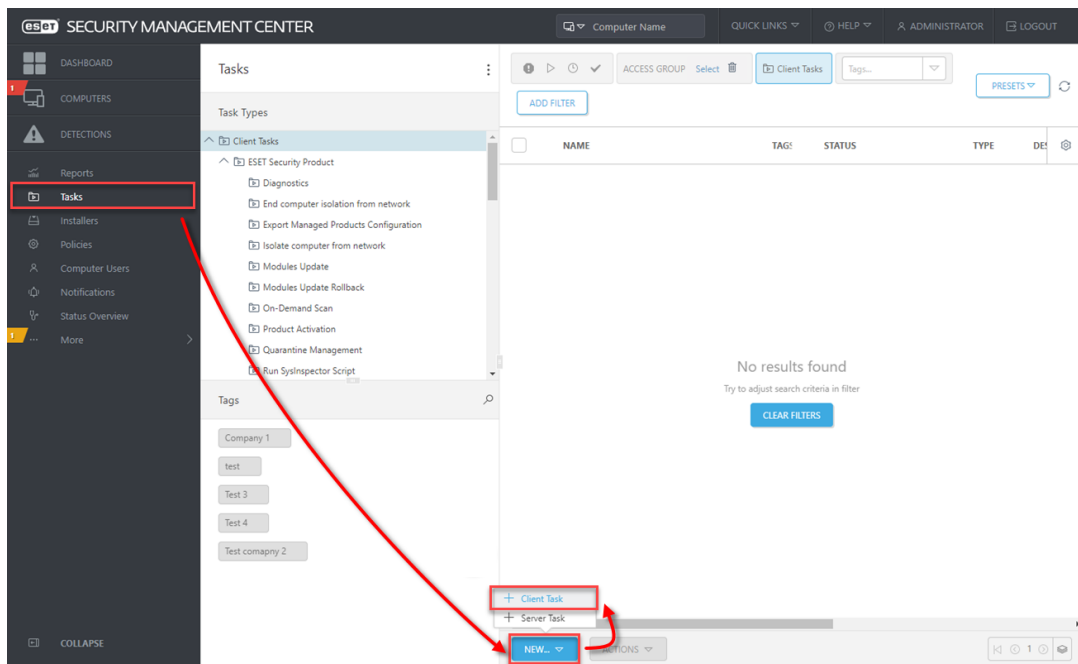 eset SECURITY MANAGEMENT CENTER
Computer Name
QUICK LINKS
HELP
ADMINISTRATOR
LOGOUT
DASHBOARD
1
COMPUTERS
DETECTIONS
Reports
Tasks
Installers
Policies
Computer Users
Notifications
Status Overview
1
More
COLLAPSE
Tasks
Task Types
Client Tasks
ESET Security Product
Diagnostics
End computer isolation from network
Export Managed Products Configuration
Isolate computer from network
Modules Update
Modules Update Rollback
On-Demand Scan
Product Activation
Quarantine Management
Run SysInspector Script
Tags
Company 1
test
Test 3
Test 4
Test comapny 2
ACCESS GROUP Select
Client Tasks
Tags...
PRESETS
ADD FILTER
NAME TAGS STATUS TYPE DES
No results found
Try to adjust search criteria in filter
CLEAR FILTERS
Client Task
Server Task
NEW...
ACTIONS
1